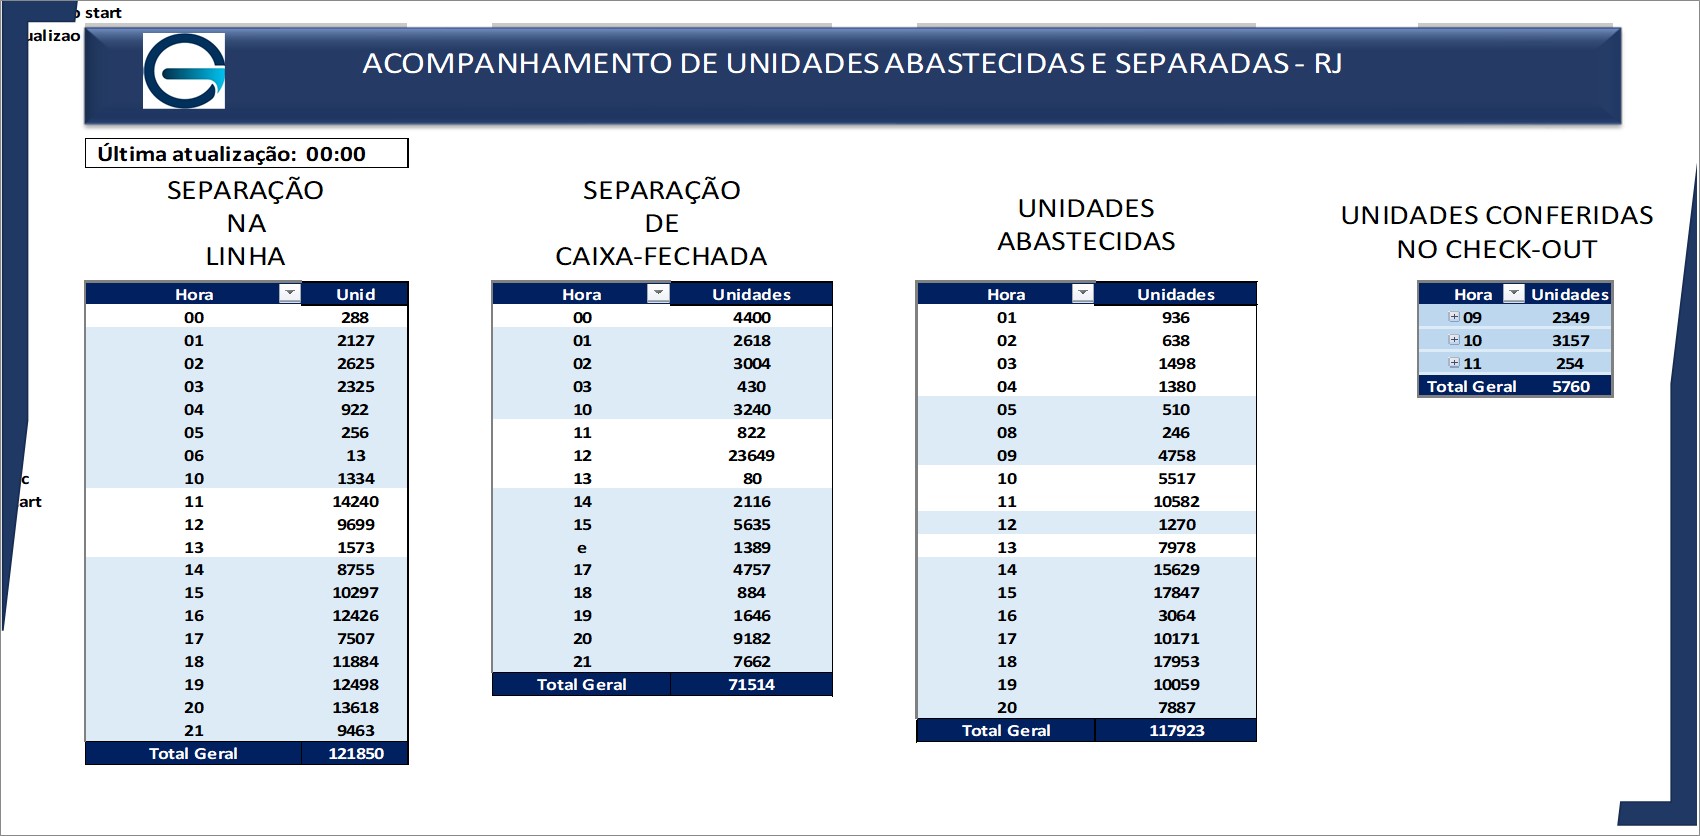 start
ualizao
ACOMPANHAMENTO DE UNIDADES ABASTECIDAS E SEPARADAS - RJ
Última atualização: 00:00
SEPARAÇÃO
NA
LINHA
Hora Unid
00 288
01 2127
02 2625
03 2325
04 922
05 256
06 13
10 1334
11 14240
12 9699
13 1573
14 8755
15 10297
16 12426
17 7507
18 11884
19 12498
20 13618
21 9463
Total Geral 121850
SEPARAÇÃO
DE
CAIXA-FECHADA
Hora Unidades
00 4400
01 2618
02 3004
03 430
10 3240
11 822
12 23649
13 80
14 2116
15 5635
e 1389
17 4757
18 884
19 1646
20 9182
21 7662
Total Geral 71514
UNIDADES
ABASTECIDAS
Hora Unidades
01 936
02 638
03 1498
04 1380
05 510
08 246
09 4758
10 5517
11 10582
12 1270
13 7978
14 15629
15 17847
16 3064
17 10171
18 17953
19 10059
20 7887
Total Geral 117923
UNIDADES CONFERIDAS
NO CHECK-OUT
Hora Unidades
09 2349
10 3157
11 254
Total Geral 5760
c
art